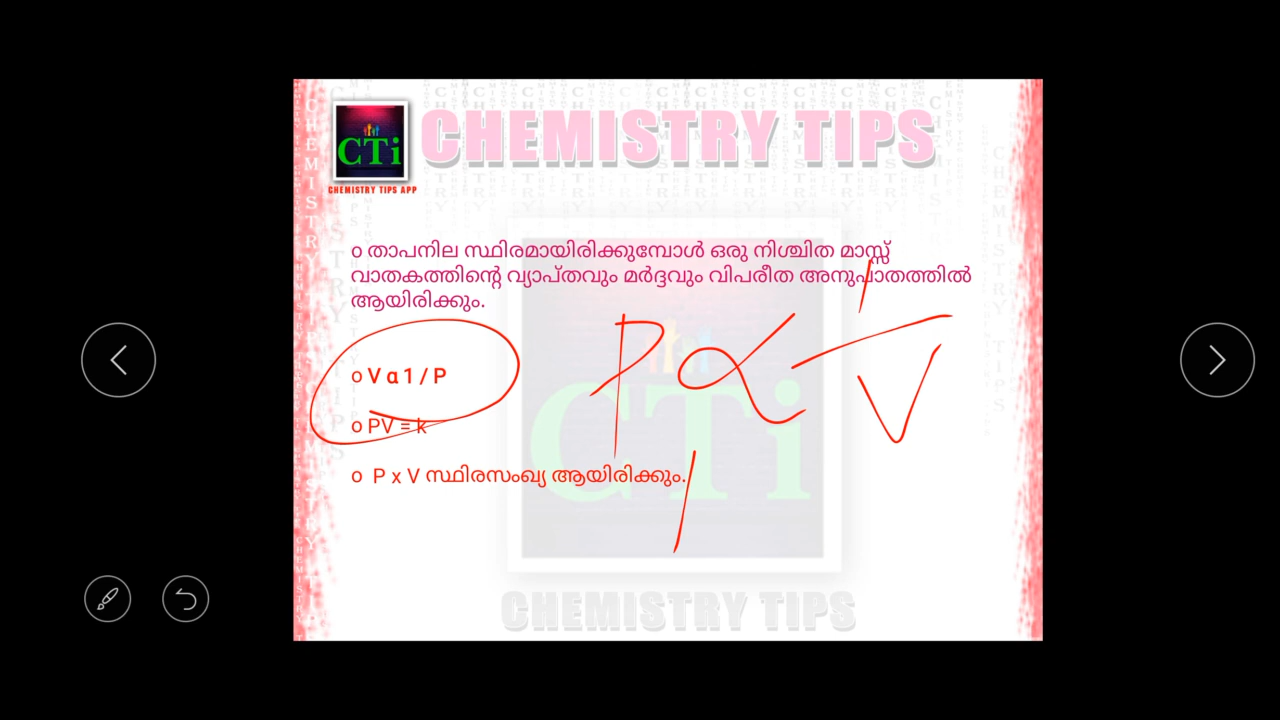 CTi
CHEMISTRY TIPS APP
CHEMISTRY TIPS
o താപനില സ്ഥിരമായിരിക്കുമ്പോൾ ഒരു നിശ്ചിത മാസ്സ്
വാതകത്തിന്റെ വ്യാപ്തവും മർദ്ദവും വിപരീത അനുപാതത്തിൽ
ആയിരിക്കും.
o V α 1 / P
P ∝ 1/V
o PV = k
o P x V സ്ഥിരസംഖ്യ ആയിരിക്കും.
CTi
CHEMISTRY TIPS